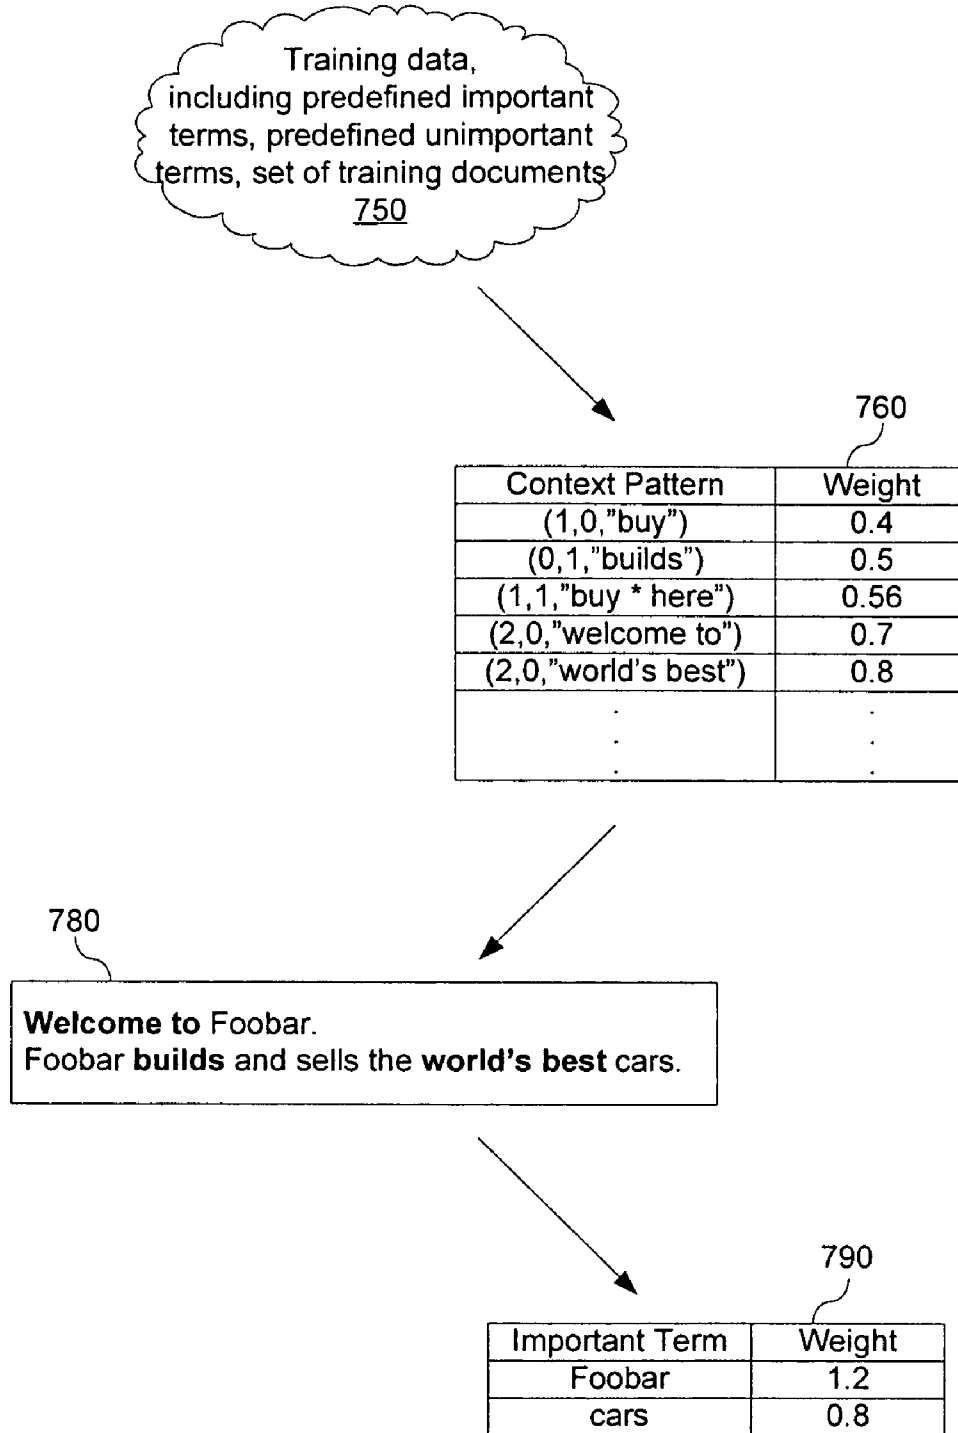 Training data,
including predefined important
terms, predefined unimportant
terms, set of training documents
750
760
Context Pattern Weight
(1,0,”buy”) 0.4
(0,1,”builds”) 0.5
(1,1,”buy * here”) 0.56
(2,0,”welcome to”) 0.7
(2,0,”world's best”) 0.8
. .
. .
. .
780
Welcome to Foobar.
Foobar builds and sells the world's best cars.
790
Important Term Weight
Foobar 1.2
cars 0.8